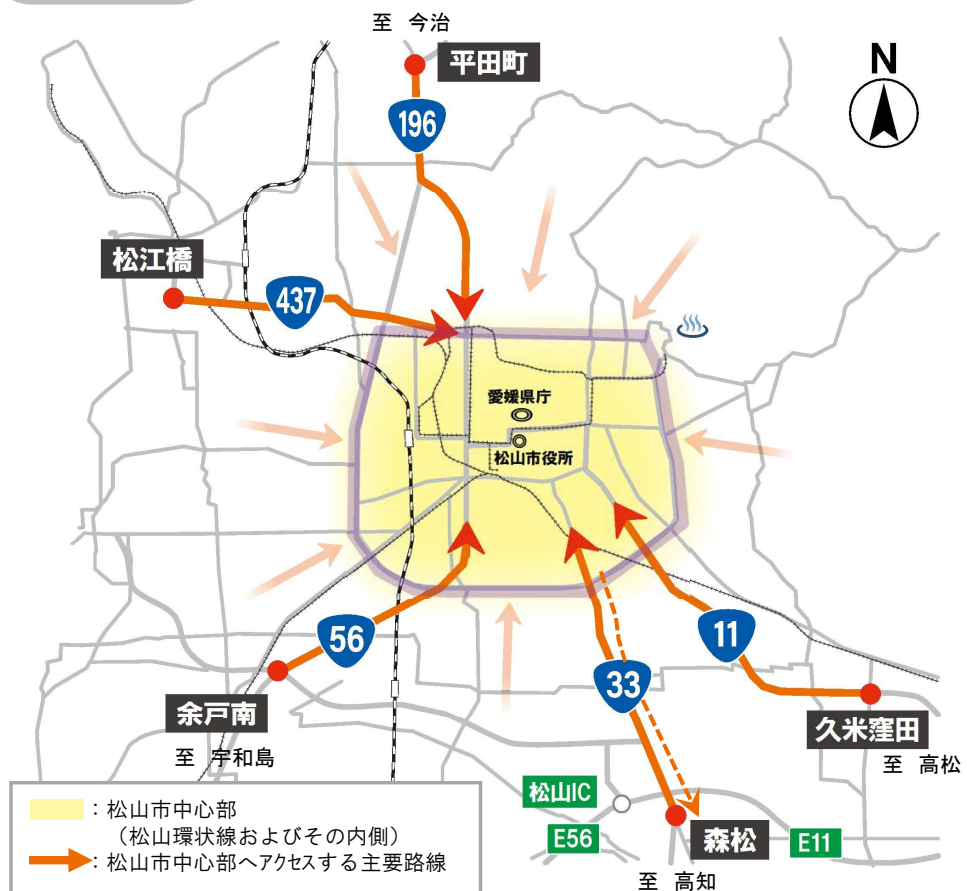 至 今治
平田町
N
196
松江橋
437
愛媛県庁
松山市役所
56
11
33
余戸南
至 宇和島
久米窪田
至 高松
松山IC
E56
森松
E11
至 高知
：松山市中心部
（松山環状線およびその内側）
：松山市中心部へアクセスする主要路線